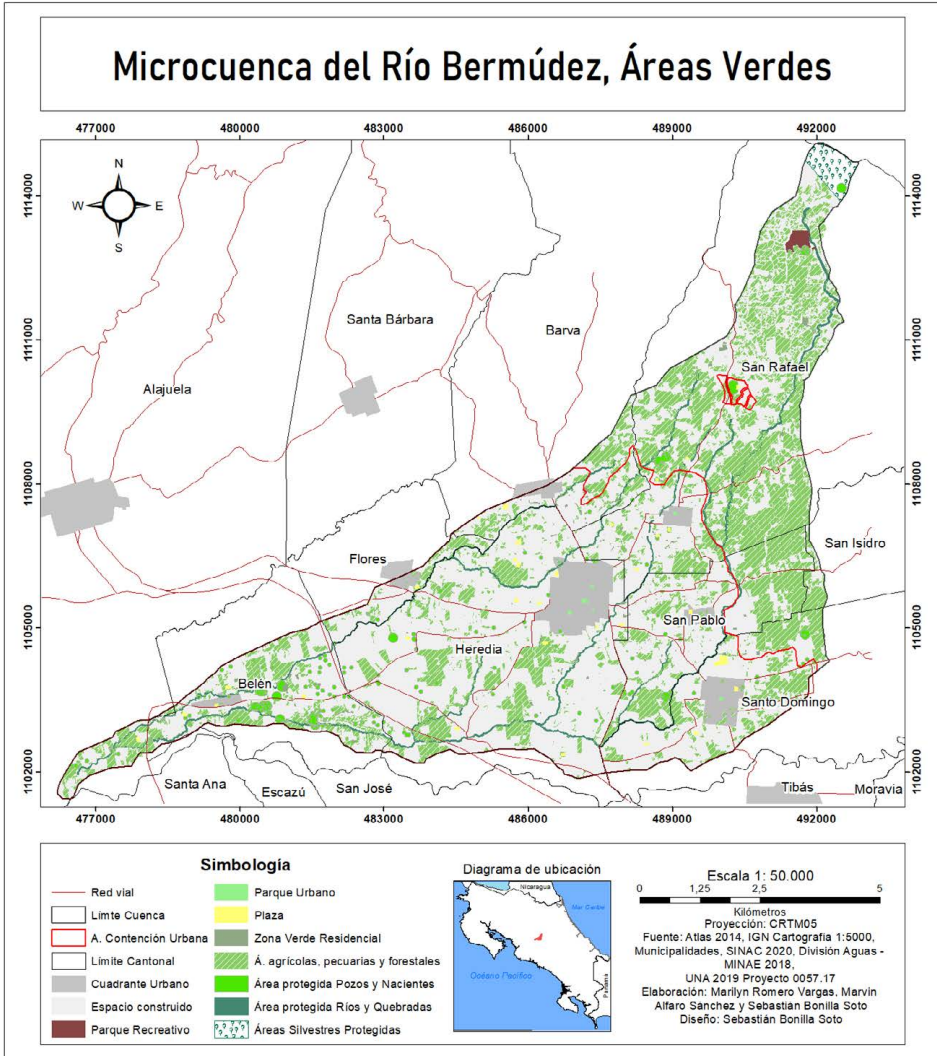 Microcuenca del Río Bermúdez, Áreas Verdes
477000 480000 483000 486000 489000 492000
N
W E
S
1114000 1114000
1111000 1111000
1108000 1108000
1105000 1105000
1102000 1102000
Santa Bárbara
Barva
Alajuela
San Rafael
San Isidro
Flores
San Pablo
Heredia
Belén
Santo Domingo
Santa Ana
Escazú
San José
Tibás
Moravia
477000 480000 483000 486000 489000 492000
Simbología
Red vial
Límte Cuenca
A. Contención Urbana
Límite Cantonal
Cuadrante Urbano
Espacio construido
Parque Recreativo
Parque Urbano
Plaza
Zona Verde Residencial
Á. agrícolas, pecuarias y forestales
Área protegida Pozos y Nacientes
Área protegida Ríos y Quebradas
Áreas Silvestres Protegidas
Diagrama de ubicación
Nicaragua
Mar Caribe
Océano Pacífico
Panamá
Escala 1: 50.000
0 1,25 2,5 5
Kilómetros
Proyección: CRTM05
Fuente: Atlas 2014, IGN Cartografía 1:5000,
Municipalidades, SINAC 2020, División Aguas -
MINAE 2018,
UNA 2019 Proyecto 0057.17
Elaboración: Marilyn Romero Vargas, Marvin
Alfaro Sánchez y Sebastián Bonilla Soto
Diseño: Sebastián Bonilla Soto